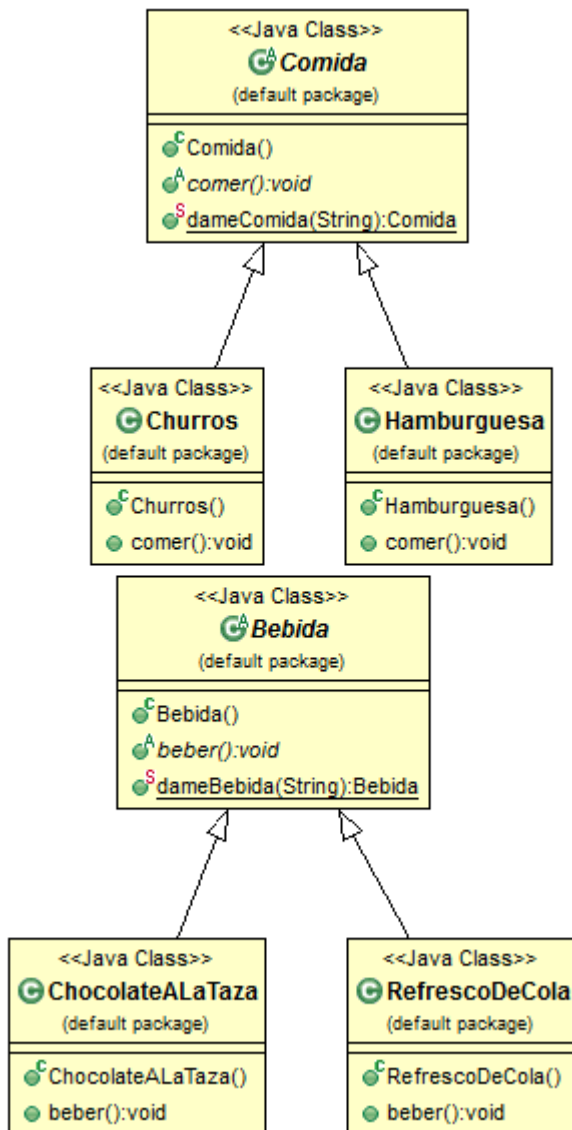 <<Java Class>>
Comida
(default package)
Comida()
comer():void
dameComida(String):Comida
<<Java Class>>
Churros
(default package)
Churros()
comer():void
<<Java Class>>
Hamburguesa
(default package)
Hamburguesa()
comer():void
<<Java Class>>
Bebida
(default package)
Bebida()
beber():void
dameBebida(String):Bebida
<<Java Class>>
ChocolateALaTaza
(default package)
ChocolateALaTaza()
beber():void
<<Java Class>>
RefrescoDeCola
(default package)
RefrescoDeCola()
beber():void